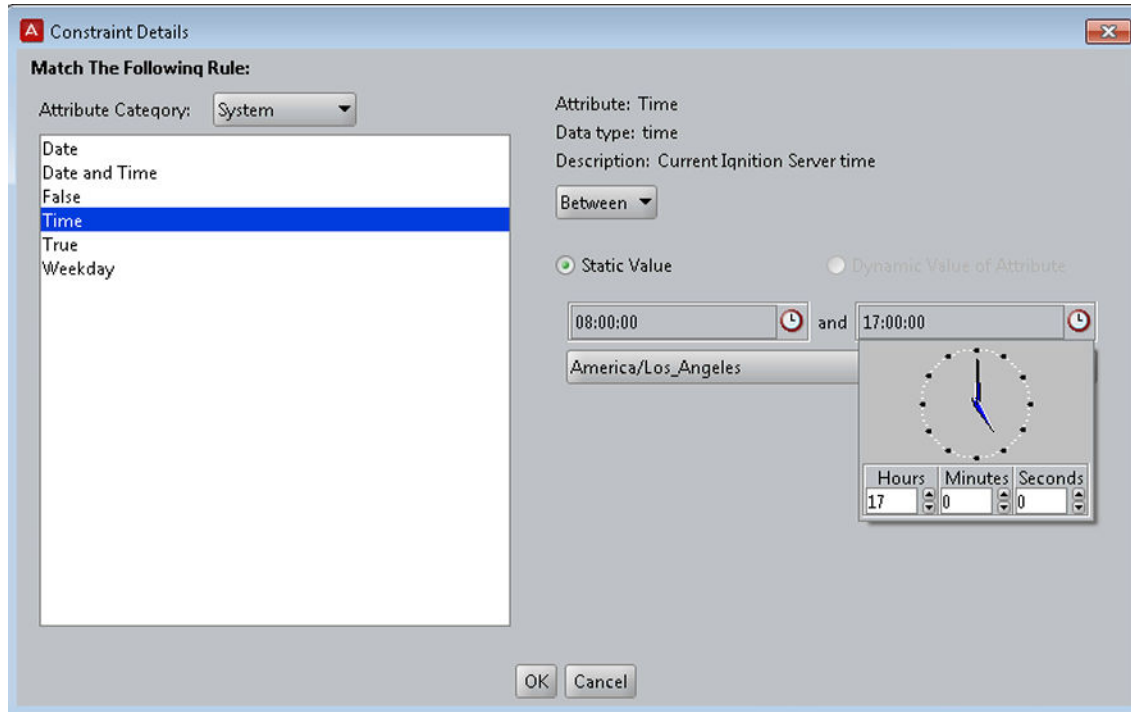 Constraint Details
Match The Following Rule:
Attribute Category: System
Date
Date and Time
False
Time
True
Weekday
Attribute: Time
Data type: time
Description: Current Ignition Server time
Between
Static Value Dynamic Value of Attribute
08:00:00 and 17:00:00
America/Los_Angeles
Hours Minutes Seconds
17 0 0
OK Cancel